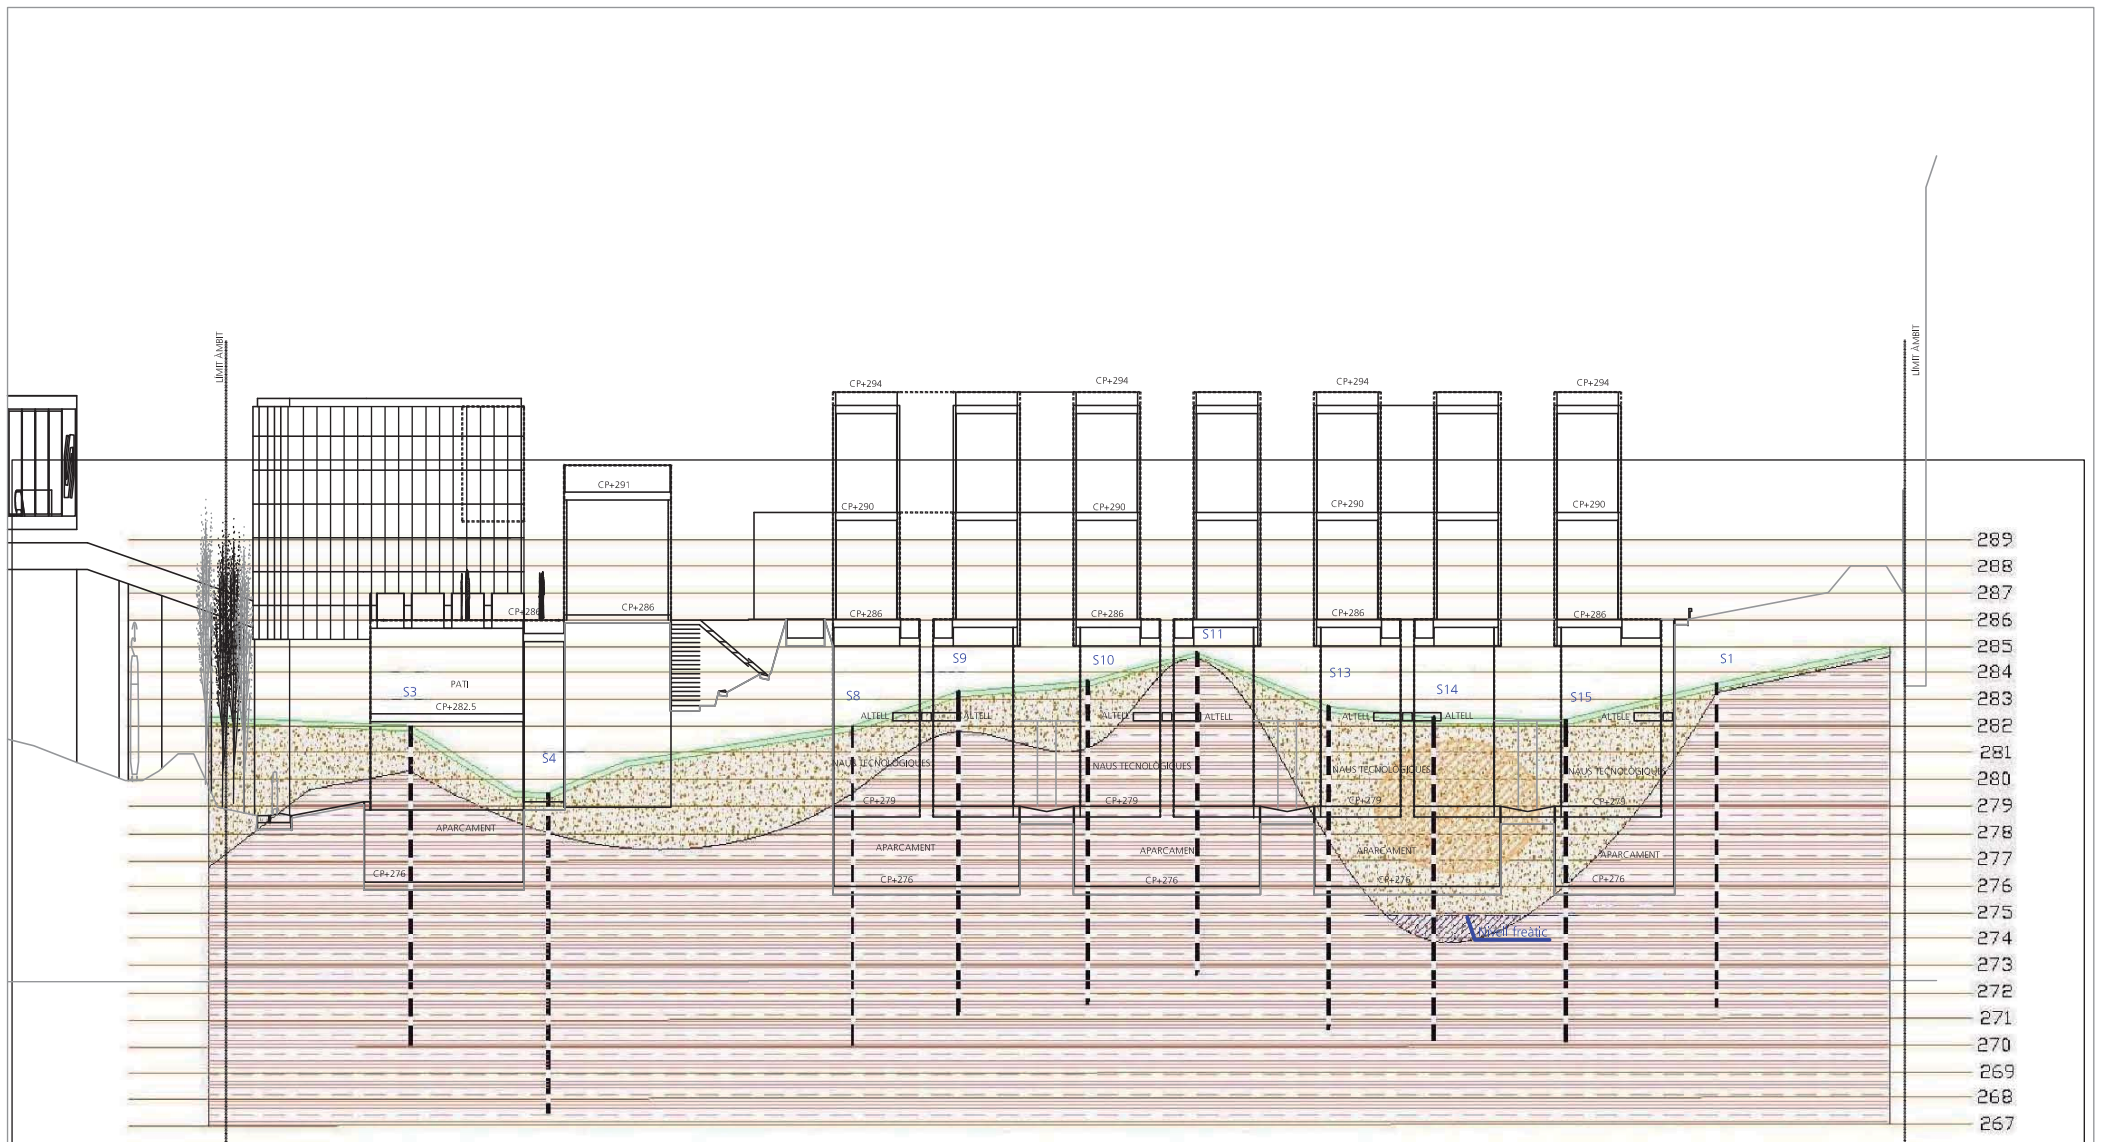 LÍMIT ÀMBIT
LÍMIT ÀMBIT
CP+294
CP+294
CP+294
CP+294
CP+291
CP+290
CP+290
CP+290
CP+290
289
288
287
CP+286
CP+286
CP+286
CP+286
CP+286
CP+286
286
S11
285
S9
S10
S1
284
S3
PATI
S8
S13
S14
S15
283
CP+282.5
ALTELL
ALTELL
ALTELL
ALTELL
ALTELL
ALTELL
ALTELL
282
281
S4
NAUS TECNOLÒGIQUES
NAUS TECNOLÒGIQUES
NAUS TECNOLÒGIQUES
NAUS TECNOLÒGIQUES
280
CP+279
CP+279
CP+279
CP+279
279
APARCAMENT
278
APARCAMENT
APARCAMENT
APARCAMENT
APARCAMENT
277
CP+276
CP+276
CP+276
CP+276
CP+276
276
275
Nivell freàtic
274
273
272
271
270
269
268
267